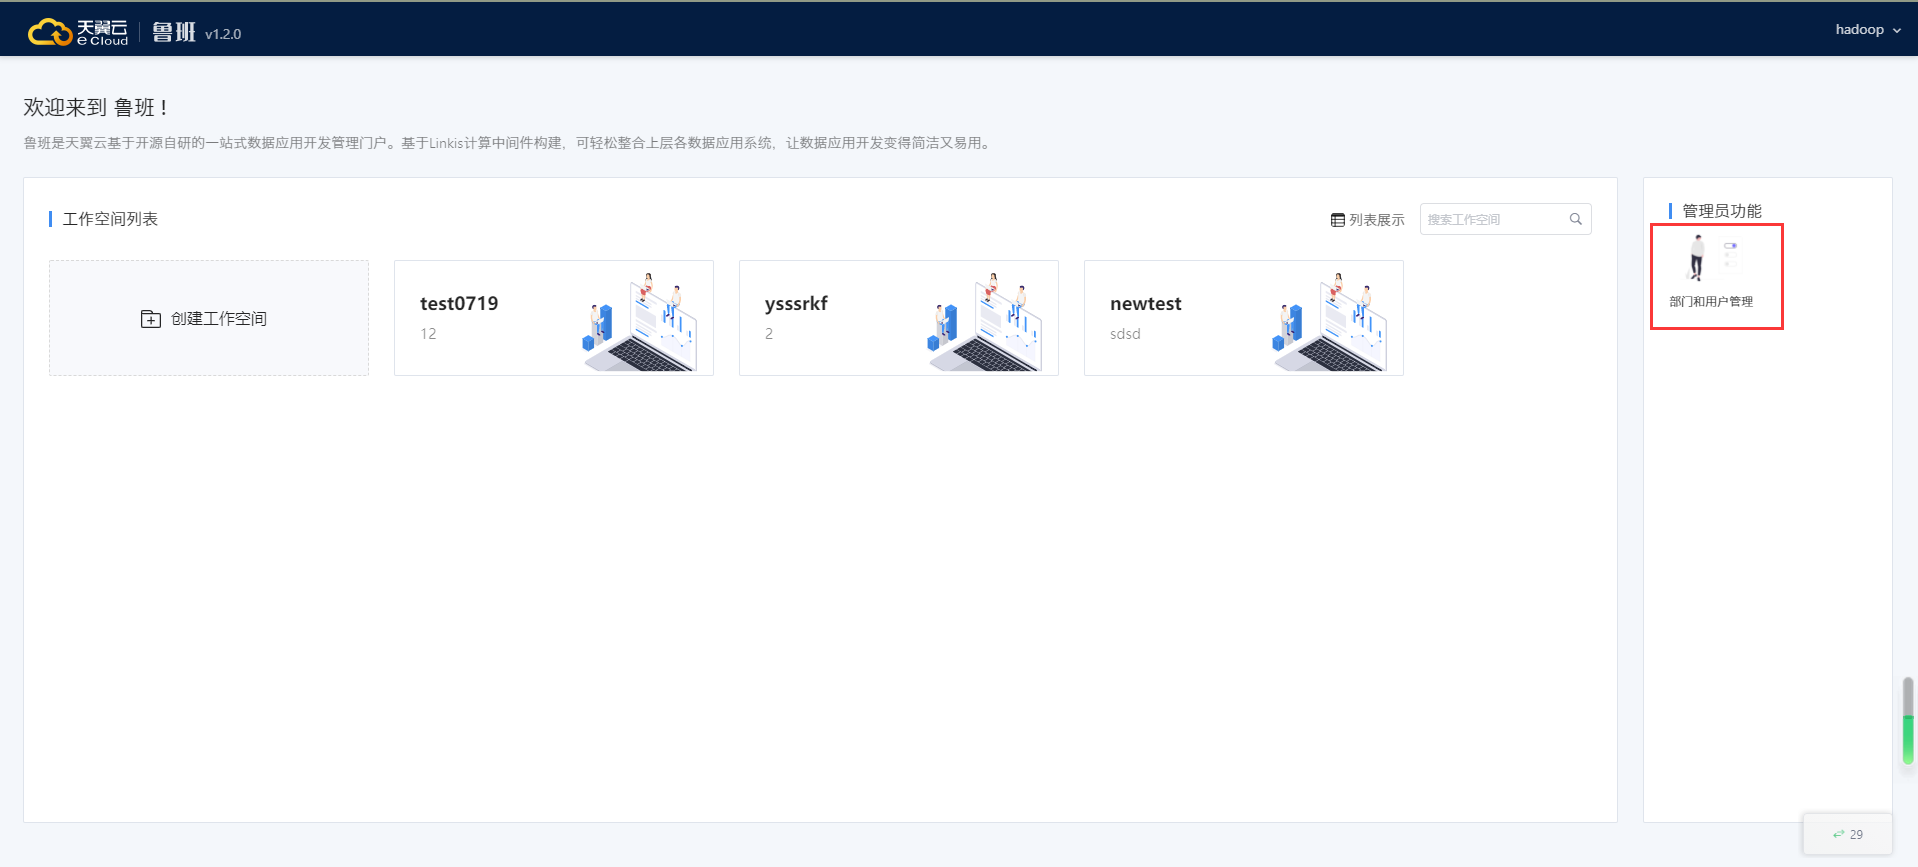 天翼云
e Cloud
鲁班 v1.2.0
hadoop
欢迎来到 鲁班！
鲁班是天翼云基于开源自研的一站式数据应用开发管理门户。基于Linkis计算中间件构建，可轻松整合上层各数据应用系统，让数据应用开发变得简洁又易用。
工作空间列表
列表展示
搜索工作空间
创建工作空间
test0719
12
ysssrkf
2
newtest
sdsd
管理员功能
部门和用户管理
29